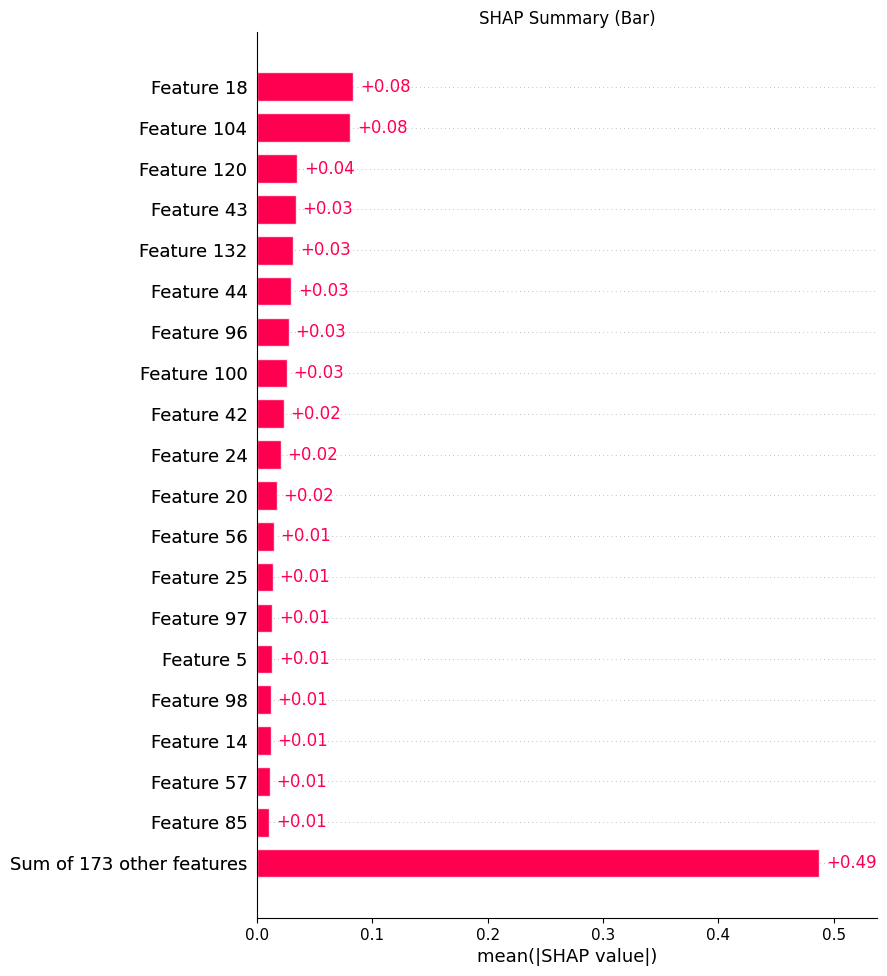 SHAP Summary (Bar)
Feature 18 +0.08
Feature 104 +0.08
Feature 120 +0.04
Feature 43 +0.03
Feature 132 +0.03
Feature 44 +0.03
Feature 96 +0.03
Feature 100 +0.03
Feature 42 +0.02
Feature 24 +0.02
Feature 20 +0.02
Feature 56 +0.01
Feature 25 +0.01
Feature 97 +0.01
Feature 5 +0.01
Feature 98 +0.01
Feature 14 +0.01
Feature 57 +0.01
Feature 85 +0.01
Sum of 173 other features +0.49
0.0 0.1 0.2 0.3 0.4 0.5
mean(|SHAP value|)